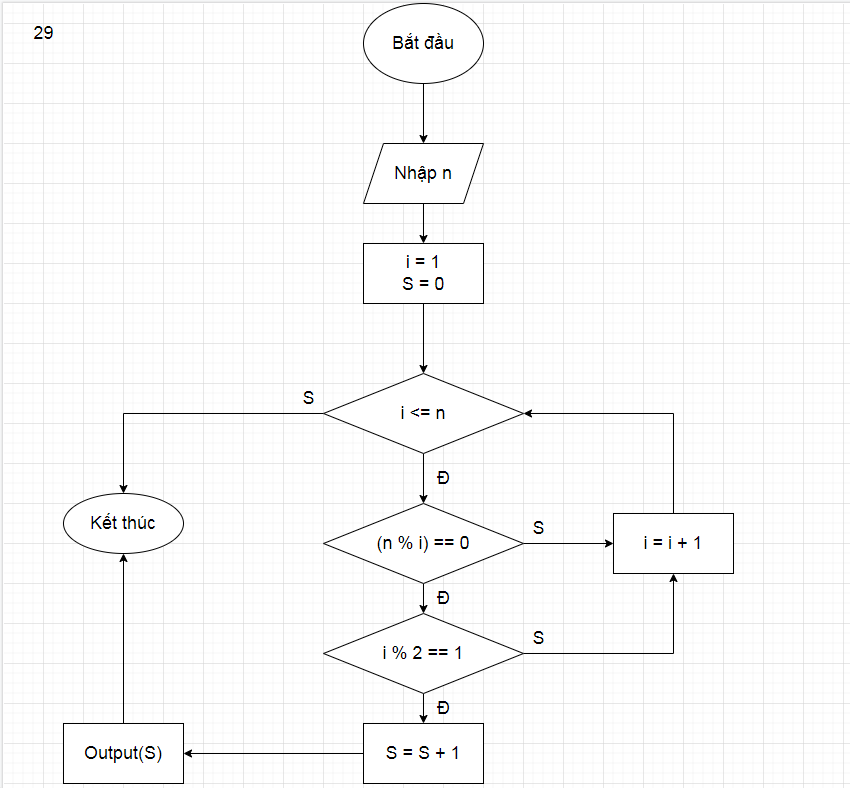 29
Bắt đầu
Nhập n
i = 1
S = 0
S
i <= n
Đ
Kết thúc
(n % i) == 0
S
i = i + 1
Đ
i % 2 == 1
S
Đ
Output(S)
S = S + 1